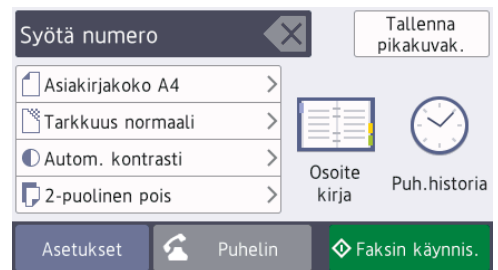 Syötä numero
Tallenna
pikakuvak.
Asiakirjakoko A4
Tarkkuus normaali
Autom. kontrasti
2-puolinen pois
Osoite
kirja
Puh.historia
Asetukset
Puhelin
Faksin käynnis.